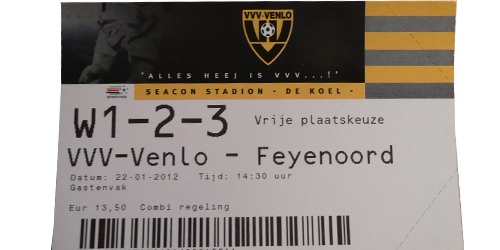 VVV-VENLO
'ALLES HEEJ IS VVV...!'
SEACON STADION - DE KOEL -
W1-2-3 Vrije plaatskeuze
VVV-Venlo - Feyenoord
Datum: 22-01-2012 Tijd: 14:30 uur
Gastenvak
Eur 13,50 Combi regeling